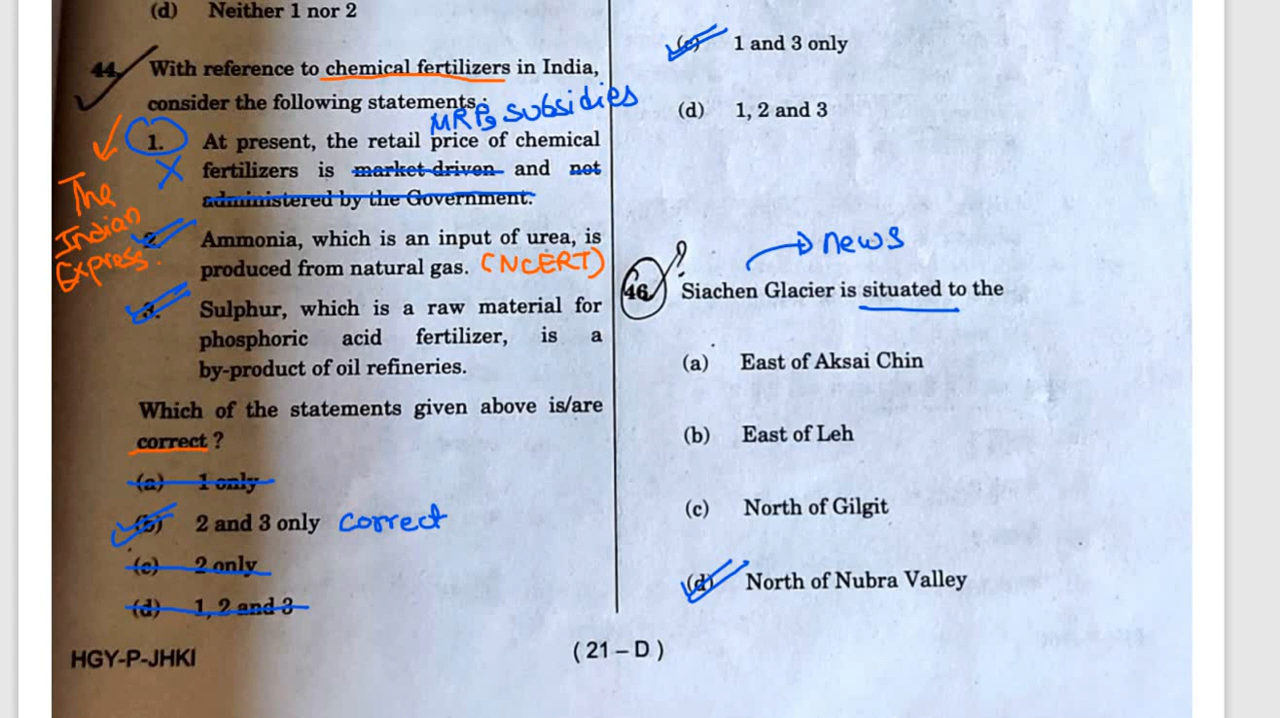 (d) Neither 1 nor 2
44. With reference to chemical fertilizers in India,
consider the following statements:
MRPs subsidies
1. At present, the retail price of chemical
fertilizers is market-driven and not
administered by the Government.
The
Indian
Express.
2. Ammonia, which is an input of urea, is
produced from natural gas. (NCERT)
3. Sulphur, which is a raw material for
phosphoric acid fertilizer, is a
by-product of oil refineries.
Which of the statements given above is/are
correct ?
(a) 1 only
(b) 2 and 3 only correct
(c) 2 only
(d) 1, 2 and 3
HGY-P-JHKI
(c) 1 and 3 only
(d) 1, 2 and 3
news
46. Siachen Glacier is situated to the
(a) East of Aksai Chin
(b) East of Leh
(c) North of Gilgit
(d) North of Nubra Valley
( 21 – D )